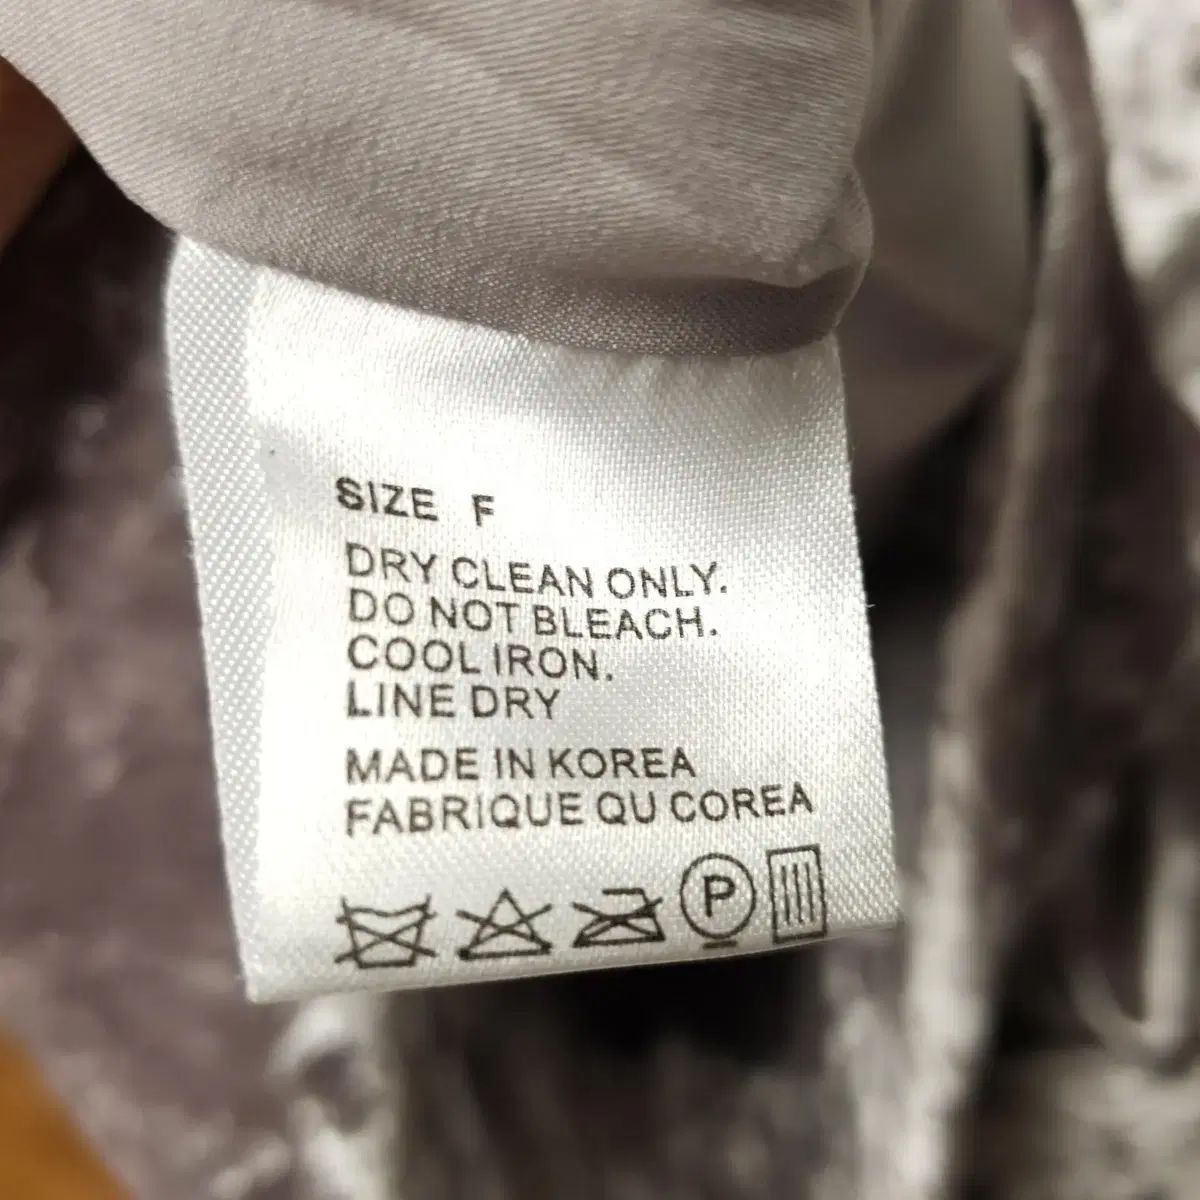 SIZE F
DRY CLEAN ONLY.
DO NOT BLEACH.
COOL IRON.
LINE DRY
MADE IN KOREA
FABRIQUE QU COREA
P